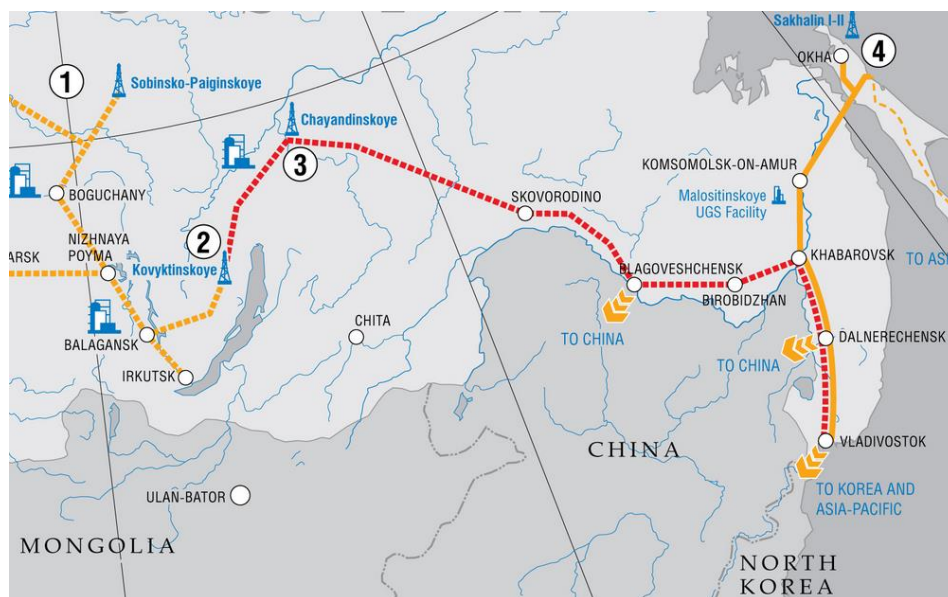 Sakhalin I-II
OKHA
4
1
Sobinsko-Paiginskoye
Chayandinskoye
3
KOMSOMOLSK-ON-AMUR
SKOVORODINO
Malositinskoye
UGS Facility
BOGUCHANY
2
NIZHNAYA
POYMA
ARSK
Kovyktinskoye
KHABAROVSK
TO AS
BLAGOVESHCHENSK
BIROBIDZHAN
BALAGANSK
CHITA
TO CHINA
DALNERECHENSK
TO CHINA
IRKUTSK
CHINA
VLADIVOSTOK
ULAN-BATOR
TO KOREA AND
ASIA-PACIFIC
MONGOLIA
NORTH
KOREA